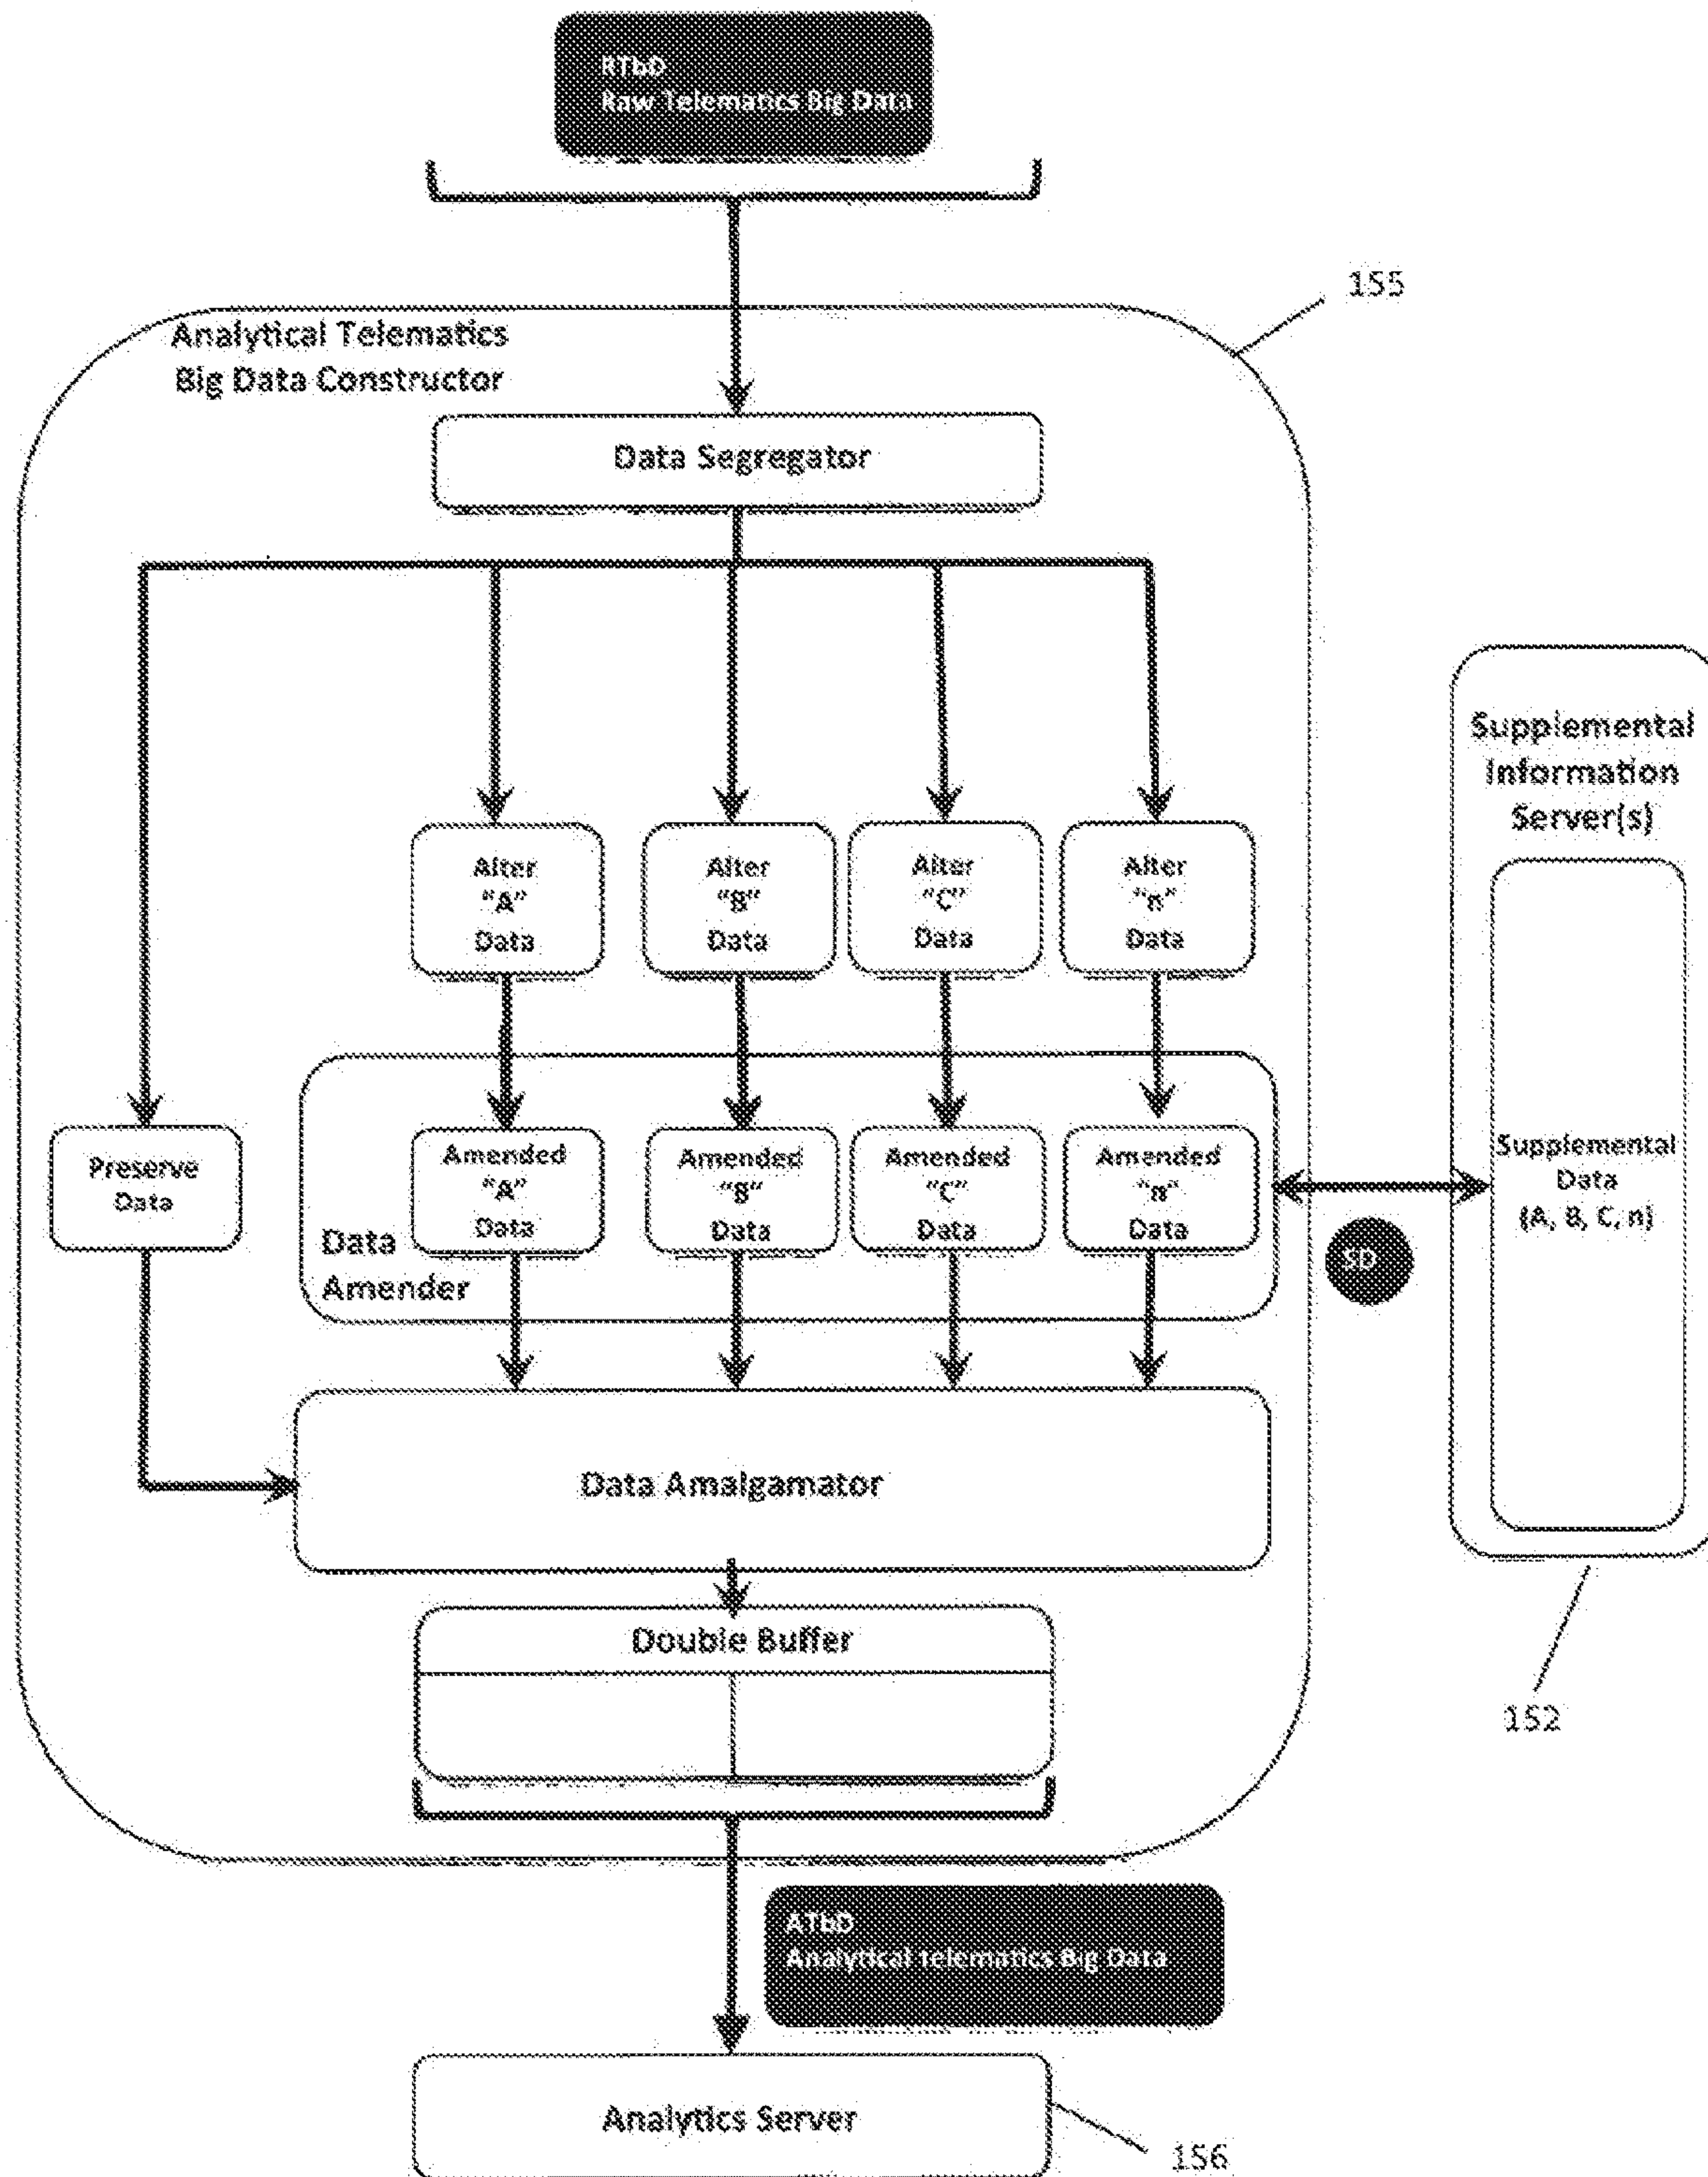 RTbD
Raw Telematics Big Data
155
Analytical Telematics
Big Data Constructor
Data Segregator
Alter
"A"
Data
Alter
"B"
Data
Alter
"C"
Data
Alter
"n"
Data
Supplemental
Information
Server(s)
Preserve
Data
Amended
"A"
Data
Amended
"B"
Data
Amended
"C"
Data
Amended
"n"
Data
Data
Amender
SD
Supplemental
Data
(A, B, C, n)
Data Amalgamator
Double Buffer
152
ATbD
Analytical telematics Big Data
Analytics Server
156